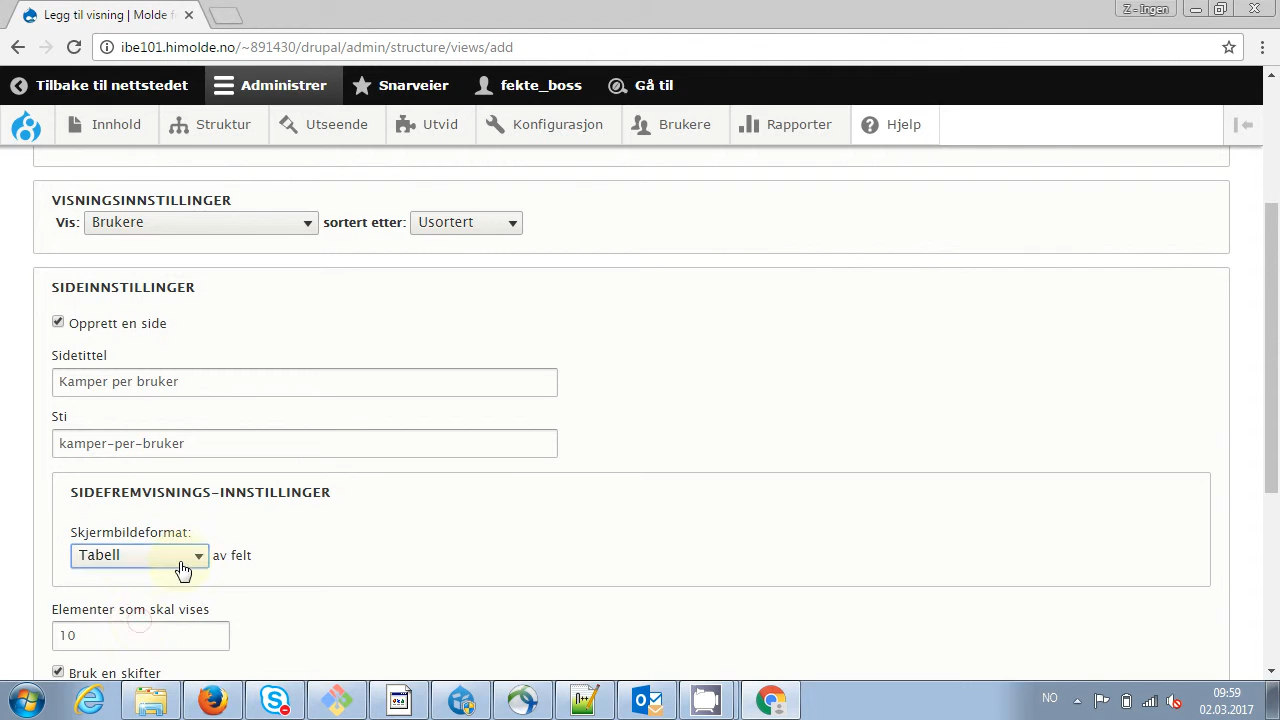 Legg til visning | Molde f
Z - Ingen
ibe101.himolde.no/~891430/drupal/admin/structure/views/add
Tilbake til nettstedet Administrer Snarveier fekte_boss Gå til
Innhold Struktur Utseende Utvid Konfigurasjon Brukere Rapporter Hjelp
VISNINGSINNSTILLINGER
Vis: Brukere sortert etter: Usortert
SIDEINNSTILLINGER
Opprett en side
Sidetittel
Kamper per bruker
Sti
kamper-per-bruker
SIDEFREMVISNINGS-INNSTILLINGER
Skjermbildeformat:
Tabell av felt
Elementer som skal vises
10
Bruk en skifter
NO 09:59
02.03.2017